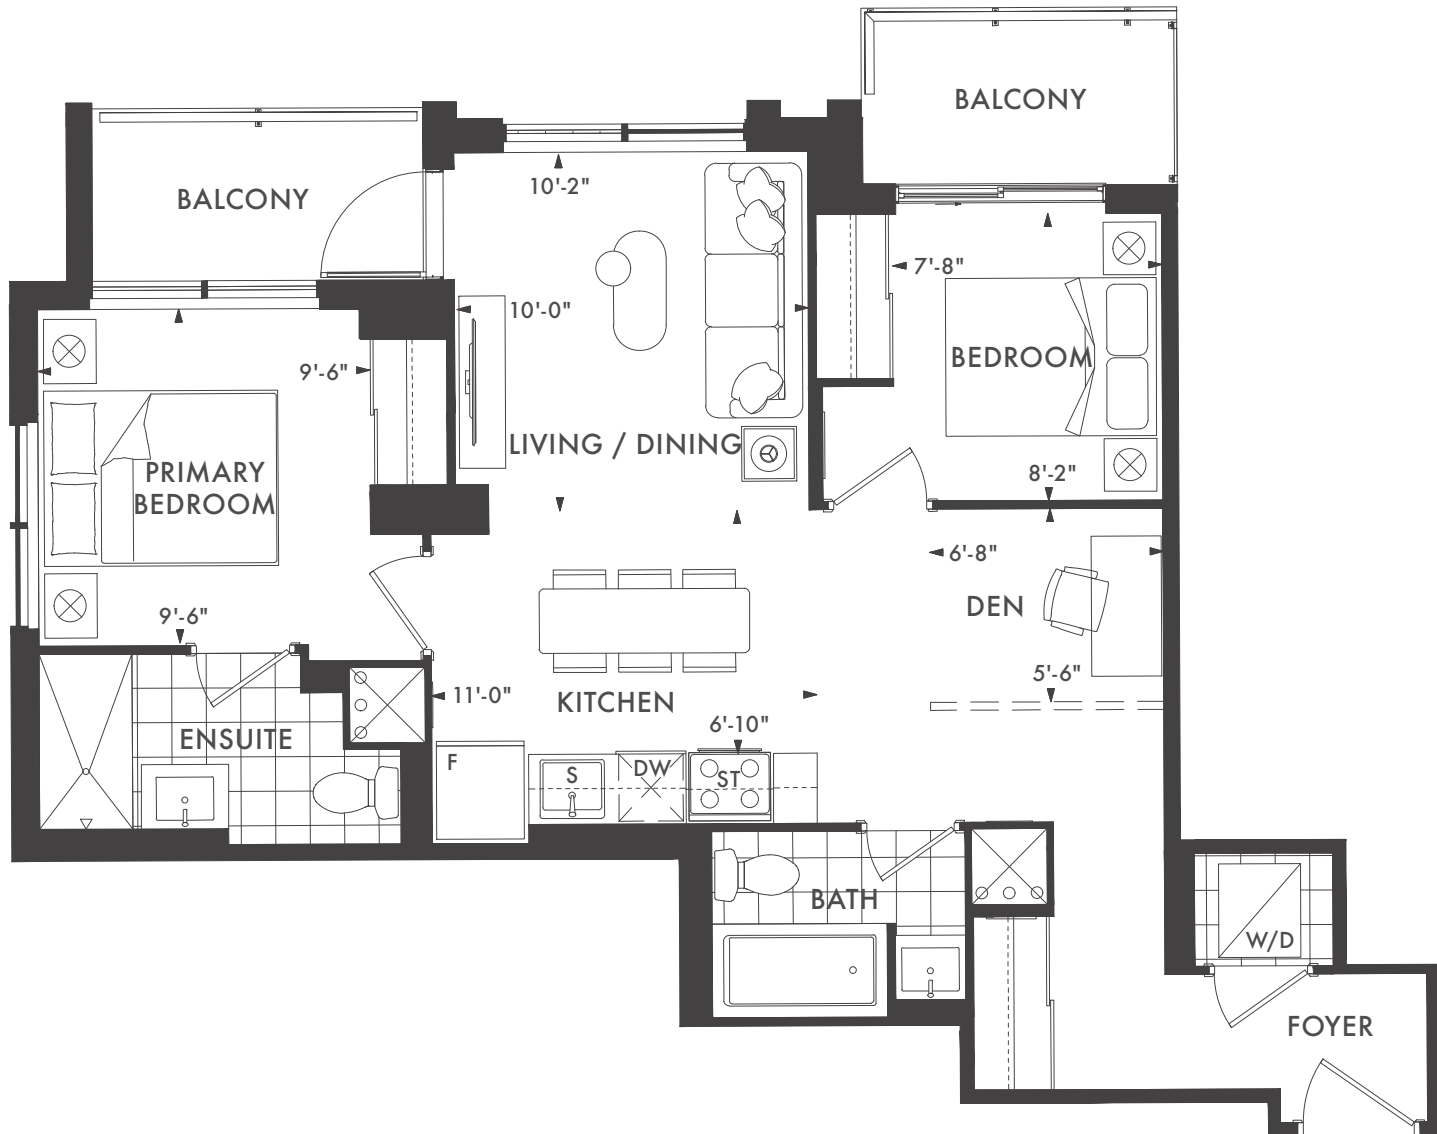 BALCONY
BALCONY
10'-2"
7'-8"
10'-0"
BEDROOM
9'-6"
LIVING / DINING
PRIMARY
BEDROOM
8'-2"
6'-8"
DEN
9'-6"
5'-6"
11'-0"
KITCHEN
6'-10"
ENSUITE
F
S
DW
ST
BATH
W/D
FOYER